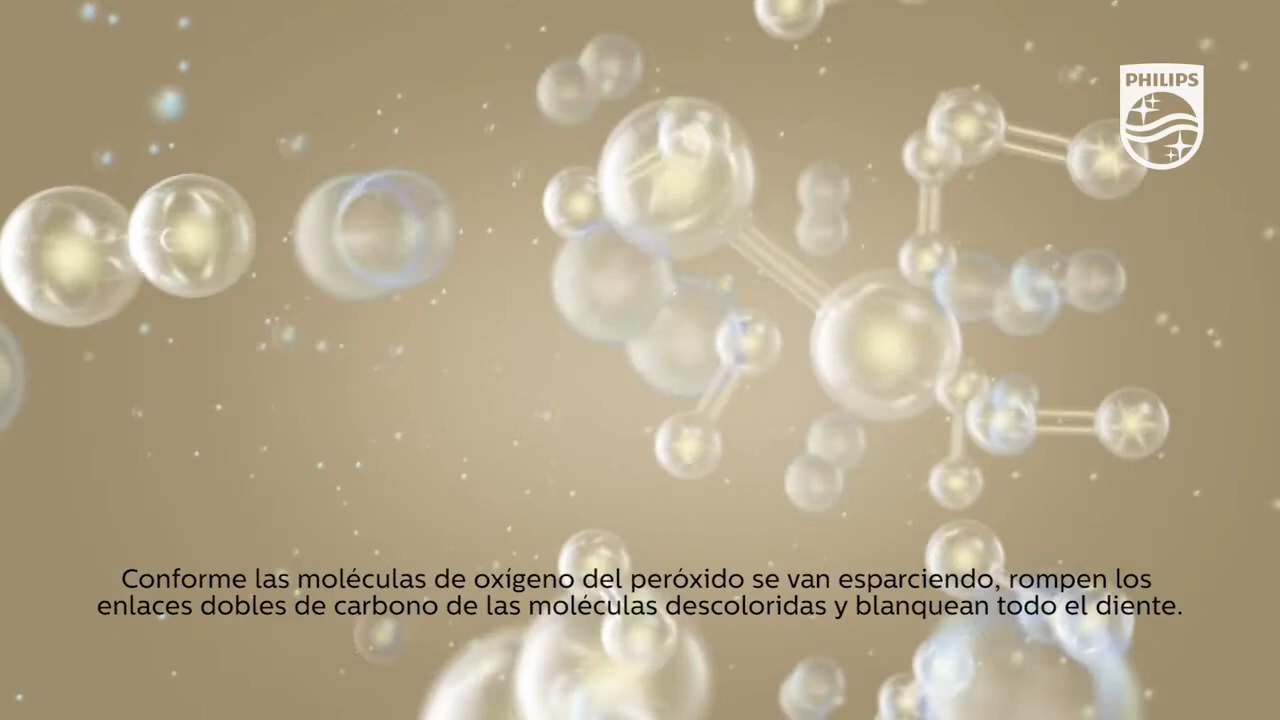 PHILIPS
Conforme las moléculas de oxígeno del peróxido se van esparciendo, rompen los
enlaces dobles de carbono de las moléculas descoloridas y blanquean todo el diente.